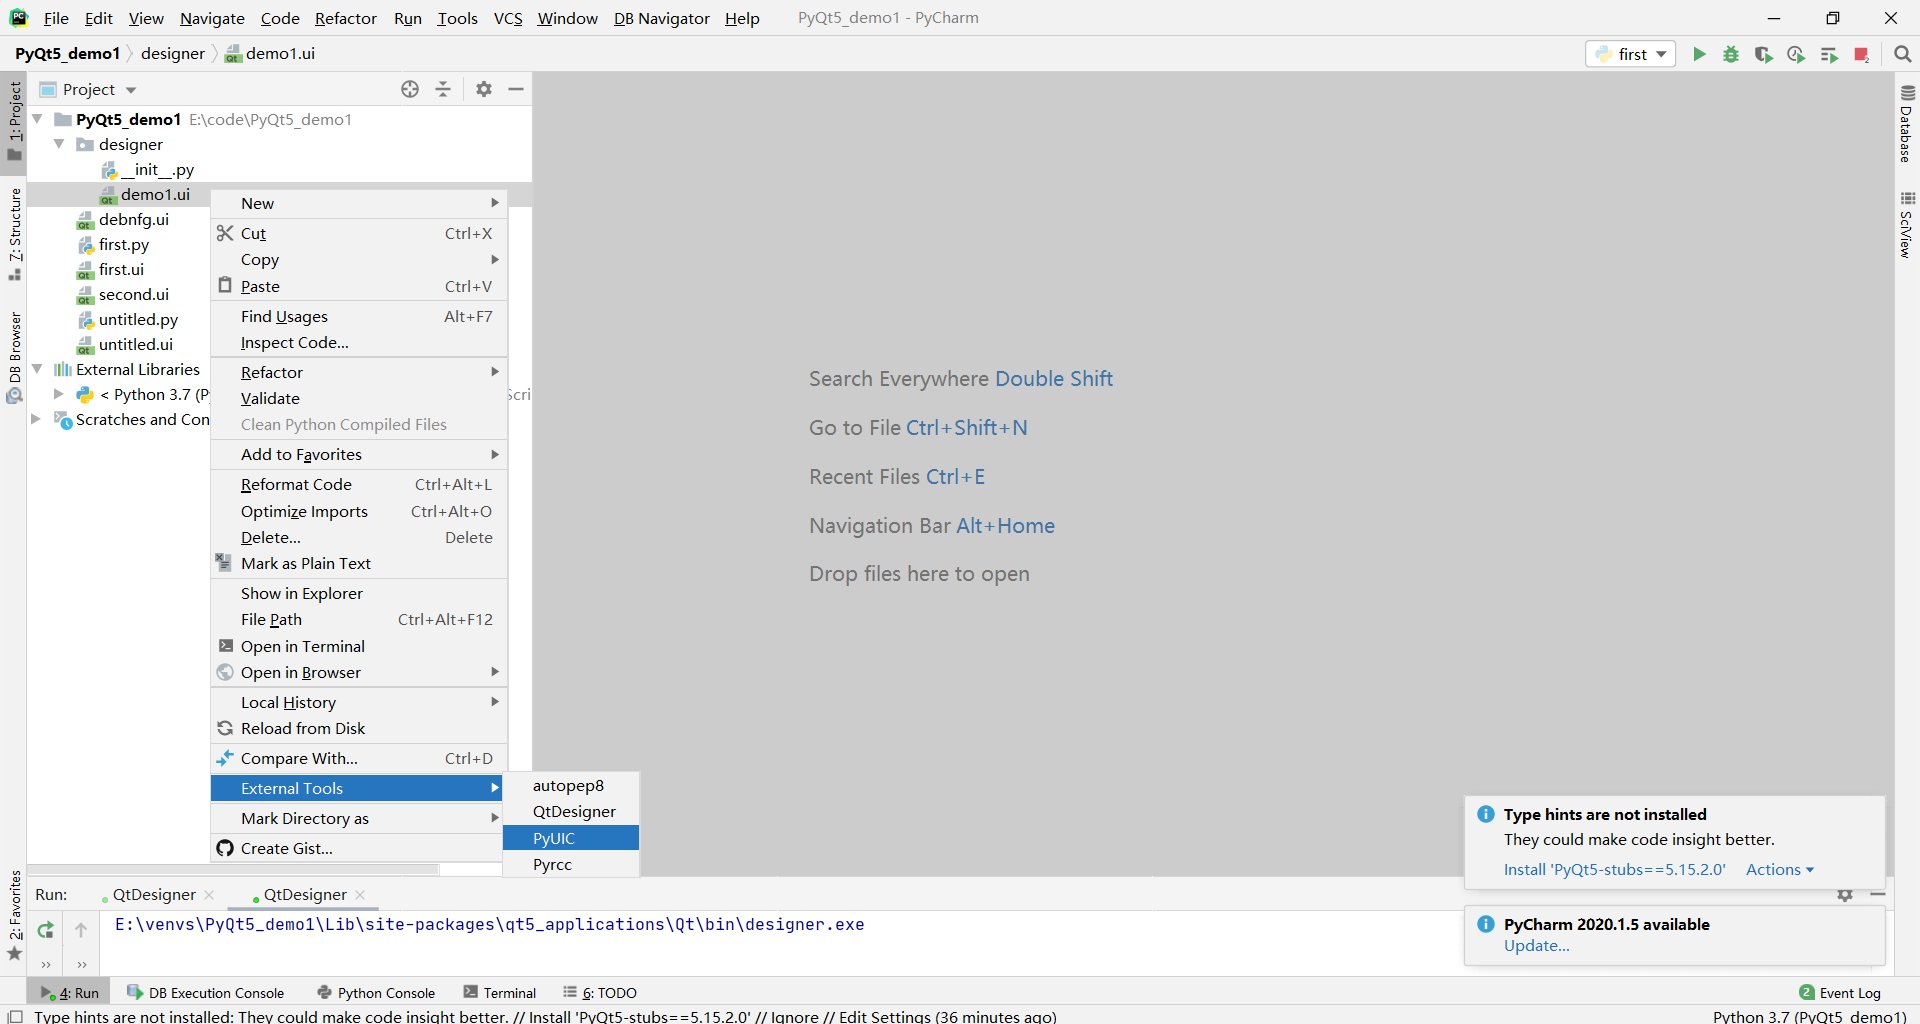 File Edit View Navigate Code Refactor Run Tools VCS Window DB Navigator Help PyQt5_demo1 - PyCharm
PyQt5_demo1 designer demo1.ui first
1: Project
7: Structure
DB Browser
2: Favorites
Project
PyQt5_demo1 E:\code\PyQt5_demo1
designer
__init__.py
demo1.ui
debnfg.ui
first.py
first.ui
second.ui
untitled.py
untitled.ui
External Libraries
< Python 3.7 (P
Scri
Scratches and Con
New
Cut Ctrl+X
Copy
Paste Ctrl+V
Find Usages Alt+F7
Inspect Code...
Refactor
Validate
Clean Python Compiled Files
Add to Favorites
Reformat Code Ctrl+Alt+L
Optimize Imports Ctrl+Alt+O
Delete... Delete
Mark as Plain Text
Show in Explorer
File Path Ctrl+Alt+F12
Open in Terminal
Open in Browser
Local History
Reload from Disk
Compare With... Ctrl+D
External Tools
Mark Directory as
Create Gist...
autopep8
QtDesigner
PyUIC
Pyrcc
Search Everywhere Double Shift
Go to File Ctrl+Shift+N
Recent Files Ctrl+E
Navigation Bar Alt+Home
Drop files here to open
Database
SciView
Type hints are not installed
They could make code insight better.
Install 'PyQt5-stubs==5.15.2.0' Actions
PyCharm 2020.1.5 available
Update...
Run: QtDesigner QtDesigner
E:\venvs\PyQt5_demo1\Lib\site-packages\qt5_applications\Qt\bin\designer.exe
4: Run DB Execution Console Python Console Terminal 6: TODO 2 Event Log
Type hints are not installed: They could make code insight better. // Install 'PyQt5-stubs==5.15.2.0' // Ignore // Edit Settings (36 minutes ago) Python 3.7 (PyQt5_demo1)